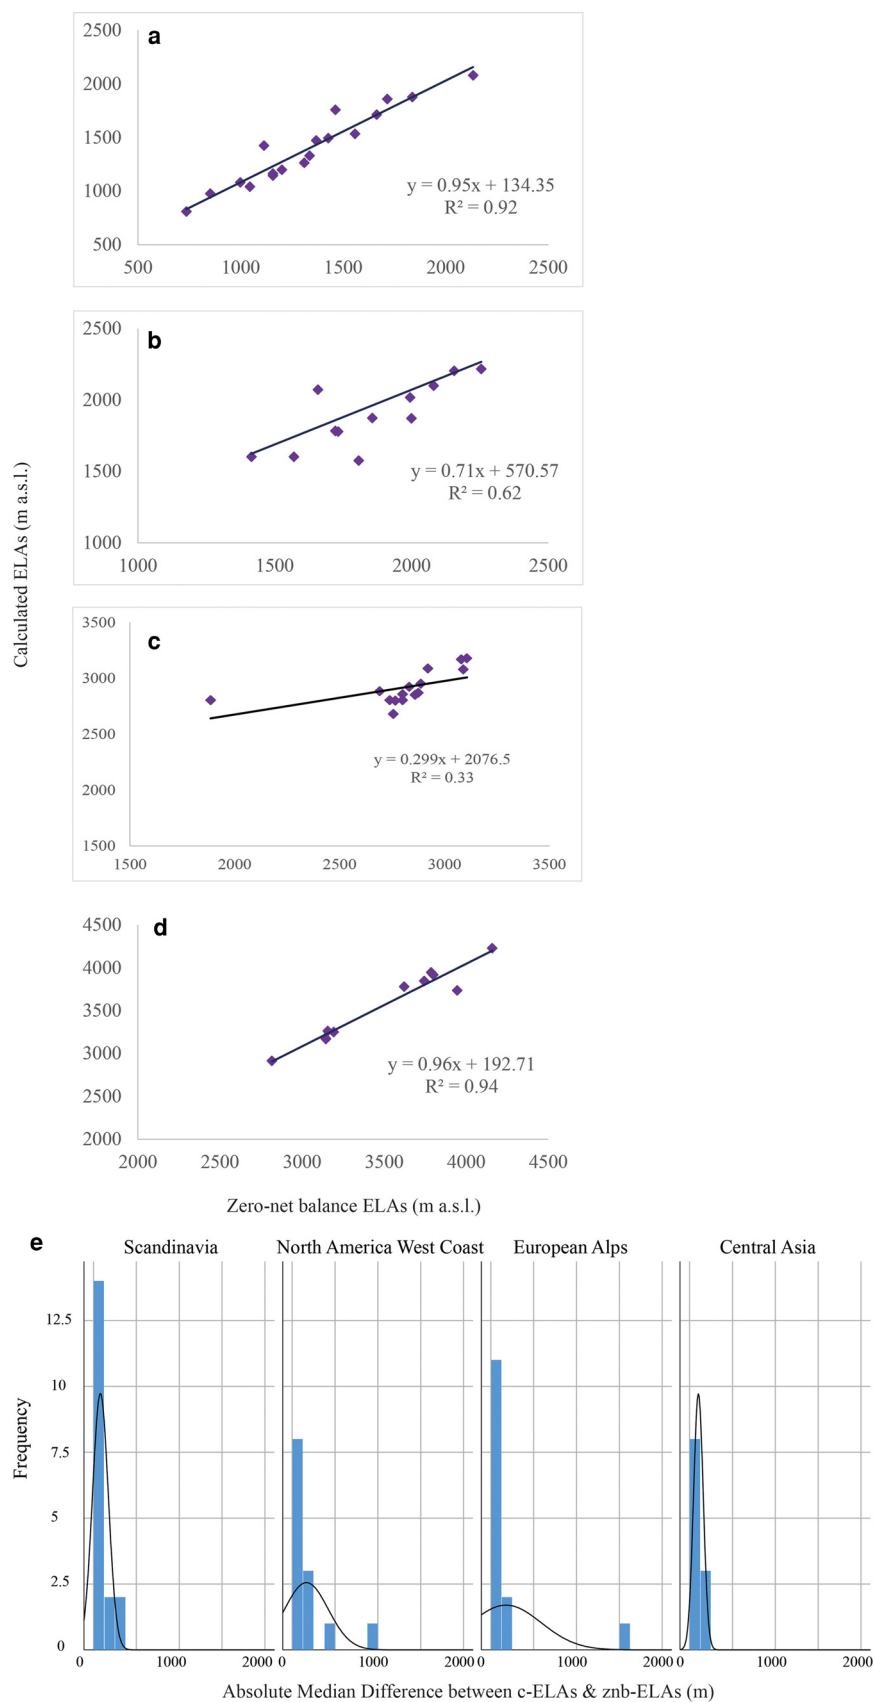 a
2500
2000
1500
1000
500
y = 0.95x + 134.35
R² = 0.92
500 1000 1500 2000 2500
b
2500
2000
1500
1000
y = 0.71x + 570.57
R² = 0.62
1000 1500 2000 2500
Calculated ELAs (m a.s.l.)
c
3500
3000
2500
2000
1500
y = 0.299x + 2076.5
R² = 0.33
1500 2000 2500 3000 3500
d
4500
4000
3500
3000
2500
2000
y = 0.96x + 192.71
R² = 0.94
2000 2500 3000 3500 4000 4500
Zero-net balance ELAs (m a.s.l.)
e
Scandinavia North America West Coast European Alps Central Asia
12.5
10
7.5
5
2.5
0
Frequency
0 1000 2000 0 1000 2000 0 1000 2000 0 1000 2000
Absolute Median Difference between c-ELAs & znb-ELAs (m)